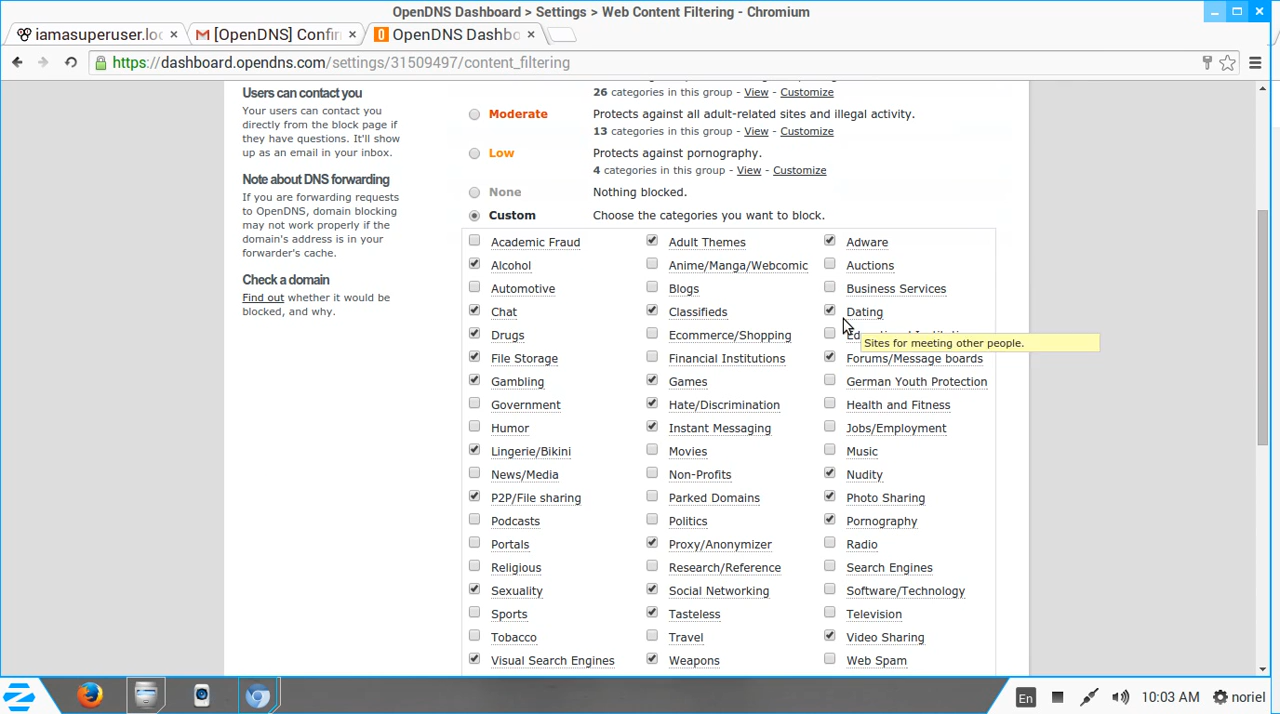 OpenDNS Dashboard > Settings > Web Content Filtering - Chromium
iamasuperuser.loc
[OpenDNS] Confir
OpenDNS Dashbo
https://dashboard.opendns.com/settings/31509497/content_filtering
Users can contact you
Your users can contact you
directly from the block page if
they have questions. It'll show
up as an email in your inbox.
Note about DNS forwarding
If you are forwarding requests
to OpenDNS, domain blocking
may not work properly if the
domain's address is in your
forwarder's cache.
Check a domain
Find out whether it would be
blocked, and why.
26 categories in this group - View - Customize
Moderate Protects against all adult-related sites and illegal activity.
13 categories in this group - View - Customize
Low Protects against pornography.
4 categories in this group - View - Customize
None Nothing blocked.
Custom Choose the categories you want to block.
Academic Fraud Adult Themes Adware
Alcohol Anime/Manga/Webcomic Auctions
Automotive Blogs Business Services
Chat Classifieds Dating
Drugs Ecommerce/Shopping
Sites for meeting other people.
File Storage Financial Institutions Forums/Message boards
Gambling Games German Youth Protection
Government Hate/Discrimination Health and Fitness
Humor Instant Messaging Jobs/Employment
Lingerie/Bikini Movies Music
News/Media Non-Profits Nudity
P2P/File sharing Parked Domains Photo Sharing
Podcasts Politics Pornography
Portals Proxy/Anonymizer Radio
Religious Research/Reference Search Engines
Sexuality Social Networking Software/Technology
Sports Tasteless Television
Tobacco Travel Video Sharing
Visual Search Engines Weapons Web Spam
En 10:03 AM noriel